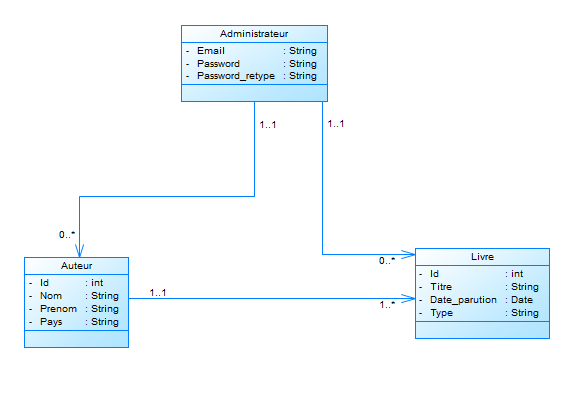 Administrateur
- Email : String
- Password : String
- Password_retype : String
1..1
1..1
0..*
0..*
Auteur
- Id : int
- Nom : String
- Prenom : String
- Pays : String
1..1
1..*
Livre
- Id : int
- Titre : String
- Date_parution : Date
- Type : String